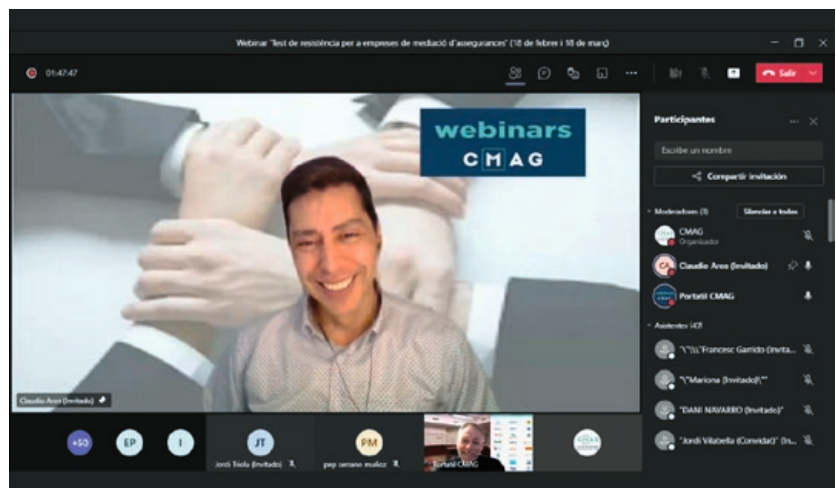 Webinar "Test de resistència per a empreses de mediació d'assegurances" (18 de febrer i 18 de març)
01:47:47
Salir
webinars
CMAG
Participantes
Escribe un nombre
Compartir invitación
Moderadores (3)
Silenciar a todos
CMAG
Organizador
CA
Claudio Aros (Invitado)
Portatil CMAG
Asistentes (42)
"\"\\\"Francesc Garrido (Invita...
"\"Mariona (Invitado)\""
"DANI NAVARRO (Invitado)"
"Jordi Vilabella (Convidat)" (In...
Claudio Aros (Invitado)
+50
EP
I
JT
PM
Jordi Triola (Invitado)
pep serrano muñoz
Portatil CMAG